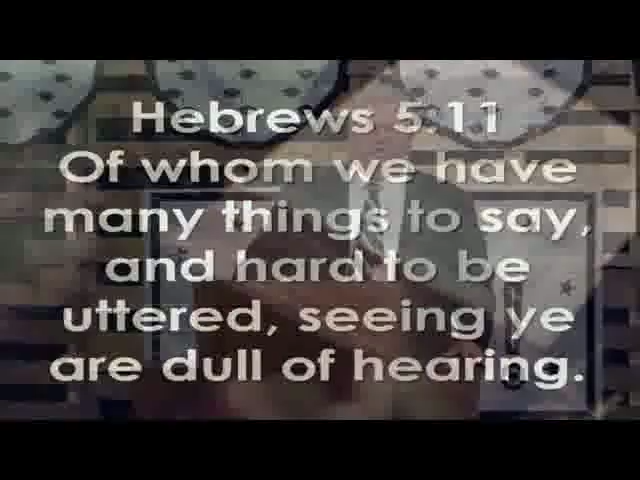 Hebrews 5:11
Of whom we have
many things to say,
and hard to be
uttered, seeing ye
are dull of hearing.